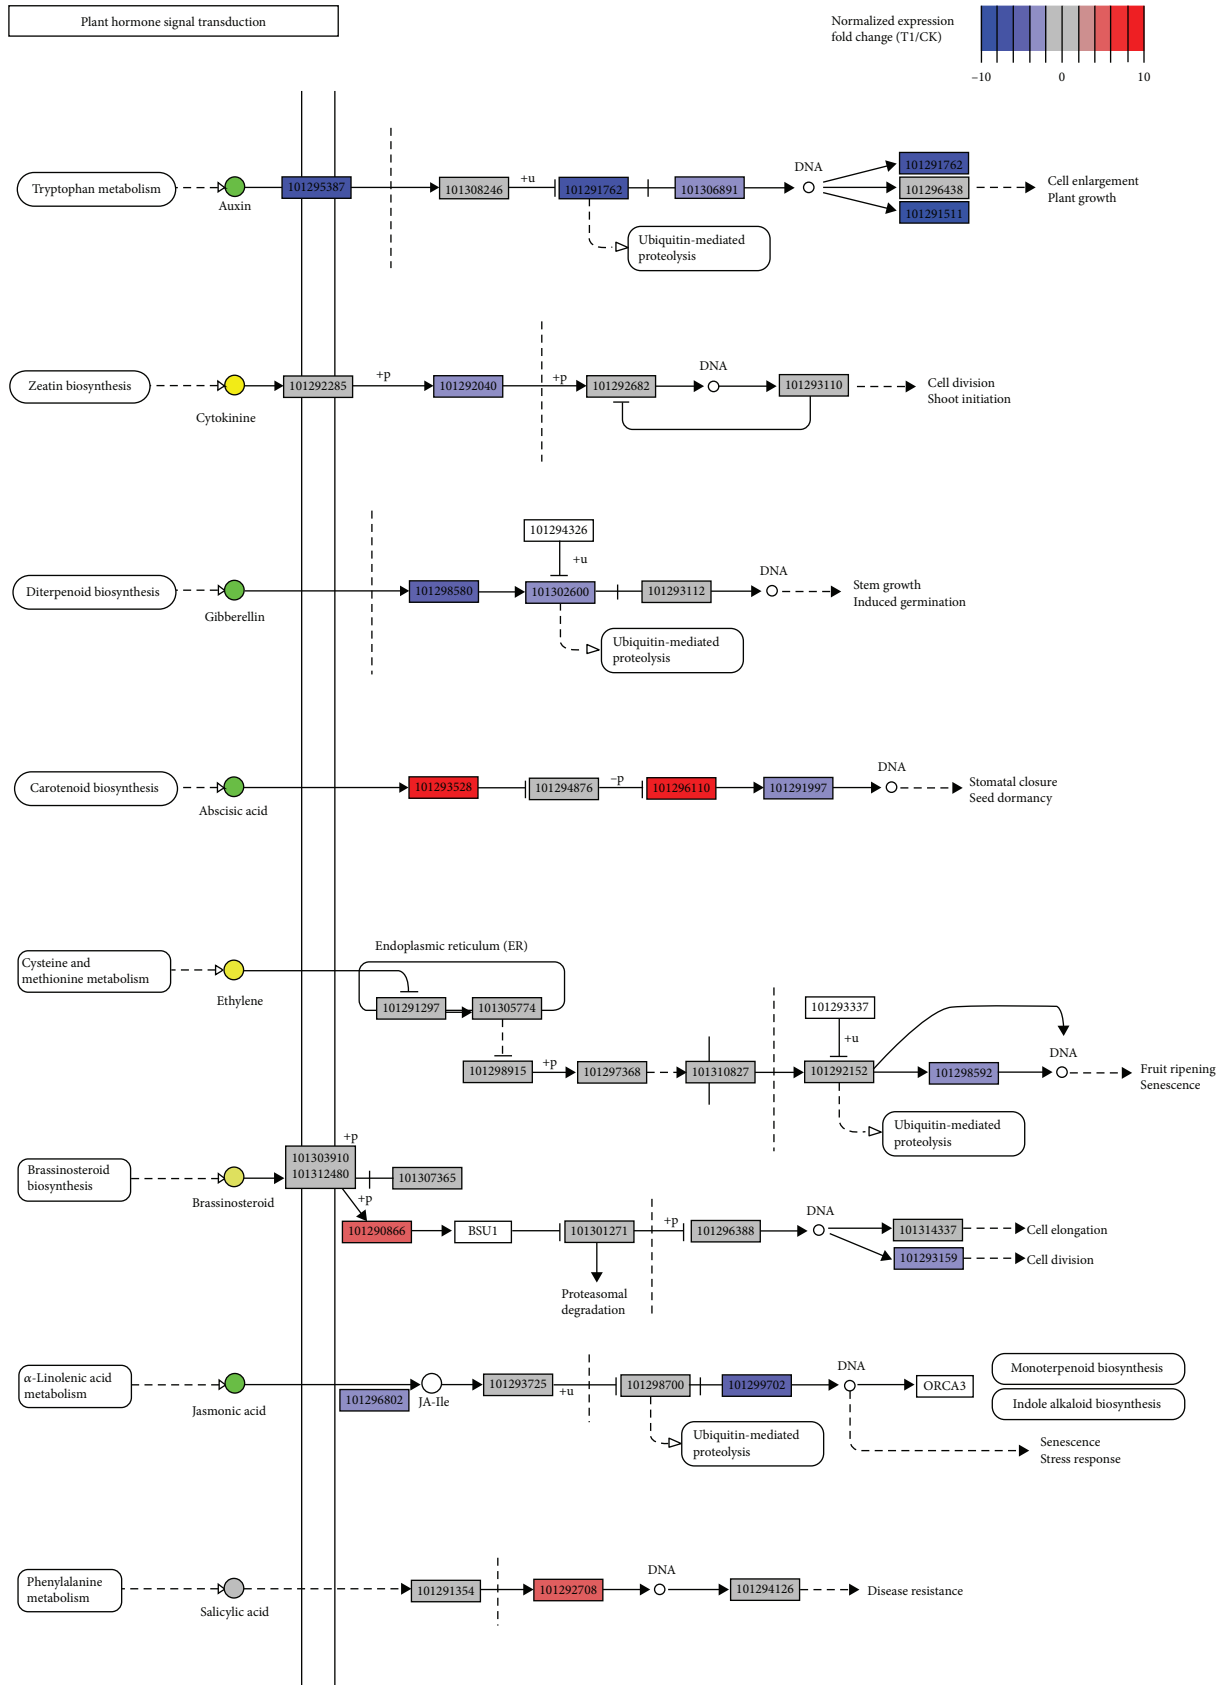 Plant hormone signal transduction
Normalized expression
fold change (T1/CK)
–10
0
10
Tryptophan metabolism
Auxin
101295387
101308246
+u
101291762
101306891
DNA
101291762
101296438
101291511
Cell enlargement
Plant growth
Ubiquitin-mediated
proteolysis
Zeatin biosynthesis
Cytokinine
101292285
+p
101292040
+p
101292682
DNA
101293110
Cell division
Shoot initiation
101294326
+u
Diterpenoid biosynthesis
Gibberellin
101298580
101302600
101293112
DNA
Stem growth
Induced germination
Ubiquitin-mediated
proteolysis
Carotenoid biosynthesis
Abscisic acid
101293528
101294876
–p
101296110
101291997
DNA
Stomatal closure
Seed dormancy
Endoplasmic reticulum (ER)
Cysteine and
methionine metabolism
Ethylene
101291297
101305774
101293337
+u
101298915
+p
101297368
101310827
101292152
101298592
DNA
Fruit ripening
Senescence
Ubiquitin-mediated
proteolysis
Brassinosteroid
biosynthesis
Brassinosteroid
+p
101303910
101312480
101307365
+p
101290866
BSU1
101301271
+p
101296388
DNA
101314337
Cell elongation
101293159
Cell division
Proteasomal
degradation
α-Linolenic acid
metabolism
Jasmonic acid
101296802
JA-Ile
101293725
+u
101298700
101299702
DNA
ORCA3
Monoterpenoid biosynthesis
Indole alkaloid biosynthesis
Ubiquitin-mediated
proteolysis
Senescence
Stress response
Phenylalanine
metabolism
Salicylic acid
101291354
101292708
DNA
101294126
Disease resistance